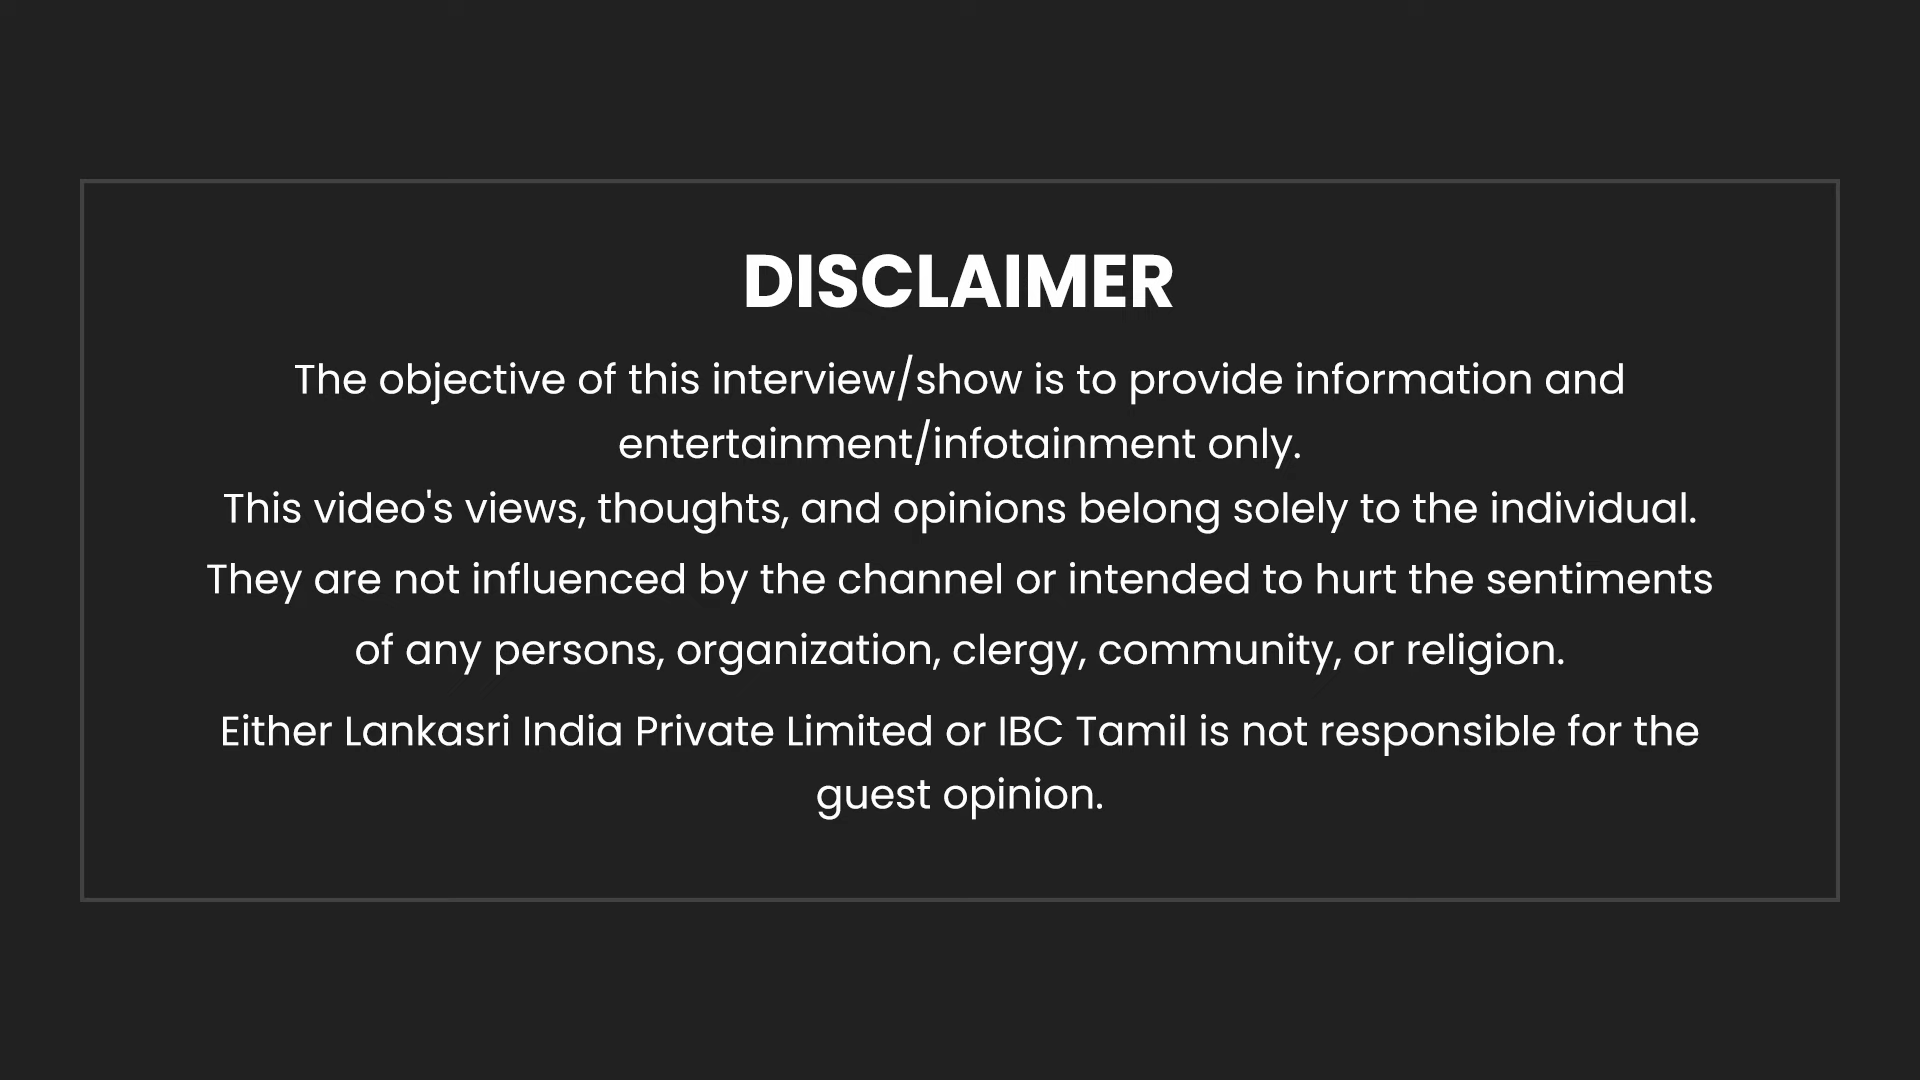 DISCLAIMER
The objective of this interview/show is to provide information and
entertainment/infotainment only.
This video's views, thoughts, and opinions belong solely to the individual.
They are not influenced by the channel or intended to hurt the sentiments
of any persons, organization, clergy, community, or religion.
Either Lankasri India Private Limited or IBC Tamil is not responsible for the
guest opinion.